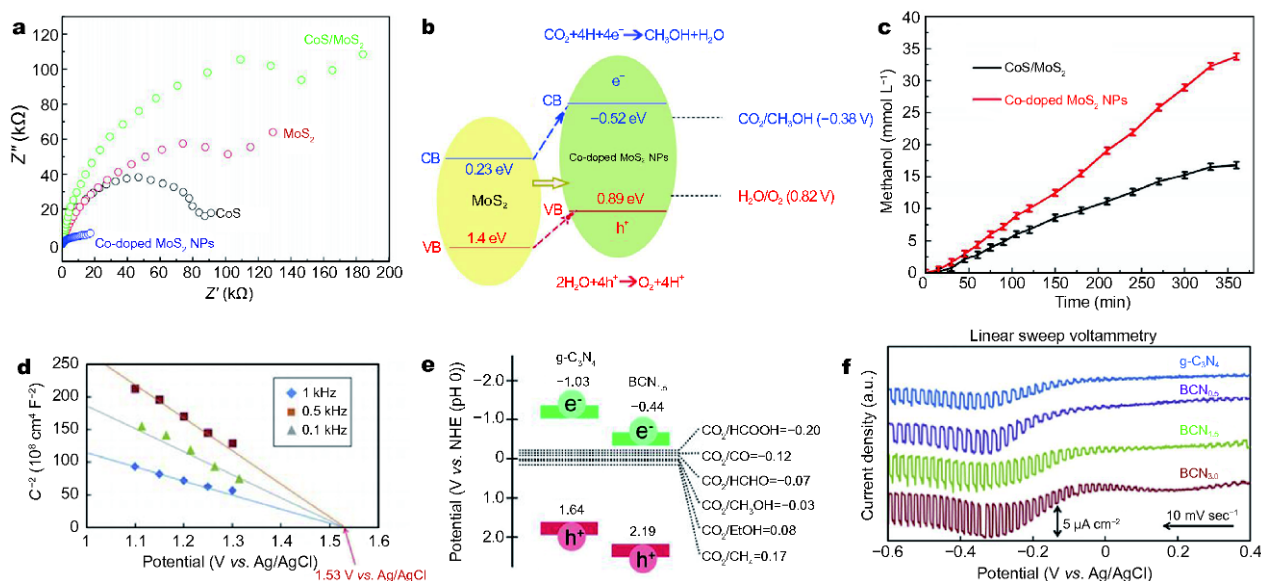 a
120
100
80
60
40
20
0
Z″ (kΩ)
CoS/MoS₂
MoS₂
CoS
Co-doped MoS₂ NPs
0 20 40 60 80 100 120 140 160 180 200
Z′ (kΩ)
b
CO₂+4H+4e⁻→CH₃OH+H₂O
e⁻
CB
−0.52 eV
CO₂/CH₃OH (−0.38 V)
CB
0.23 eV
Co-doped MoS₂ NPs
MoS₂
0.89 eV
H₂O/O₂ (0.82 V)
VB
h⁺
VB
1.4 eV
2H₂O+4h⁺→O₂+4H⁺
c
40
35
30
25
20
15
10
5
0
Methanol (mmol L⁻¹)
CoS/MoS₂
Co-doped MoS₂ NPs
0 50 100 150 200 250 300 350
Time (min)
d
250
200
150
100
50
0
C⁻² (10⁸ cm⁴ F⁻²)
1 kHz
0.5 kHz
0.1 kHz
1 1.1 1.2 1.3 1.4 1.5 1.6
Potential (V vs. Ag/AgCl)
1.53 V vs. Ag/AgCl
e
Potential (V vs. NHE (pH 0))
−2.0
−1.0
0
1.0
2.0
g-C₃N₄
−1.03
e⁻
BCN₁.₅
−0.44
e⁻
CO₂/HCOOH=−0.20
CO₂/CO=−0.12
CO₂/HCHO=−0.07
CO₂/CH₃OH=−0.03
CO₂/EtOH=0.08
CO₂/CH₄=0.17
1.64
h⁺
2.19
h⁺
Linear sweep voltammetry
f
Current density (a.u.)
g-C₃N₄
BCN₀.₅
BCN₁.₅
BCN₃.₀
5 μA cm⁻²
10 mV sec⁻¹
−0.6 −0.4 −0.2 0 0.2 0.4
Potential (V vs. Ag/AgCl)